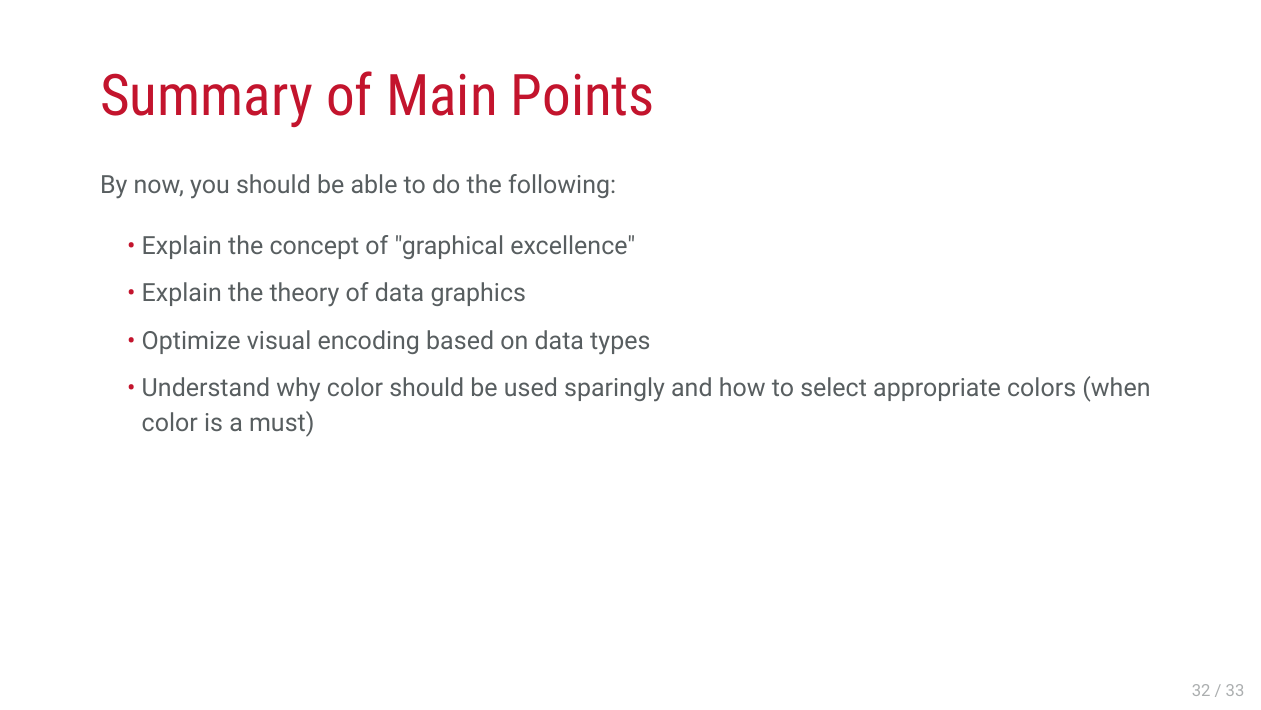 Summary of Main Points
By now, you should be able to do the following:
• Explain the concept of "graphical excellence"
• Explain the theory of data graphics
• Optimize visual encoding based on data types
• Understand why color should be used sparingly and how to select appropriate colors (when
color is a must)
32 / 33